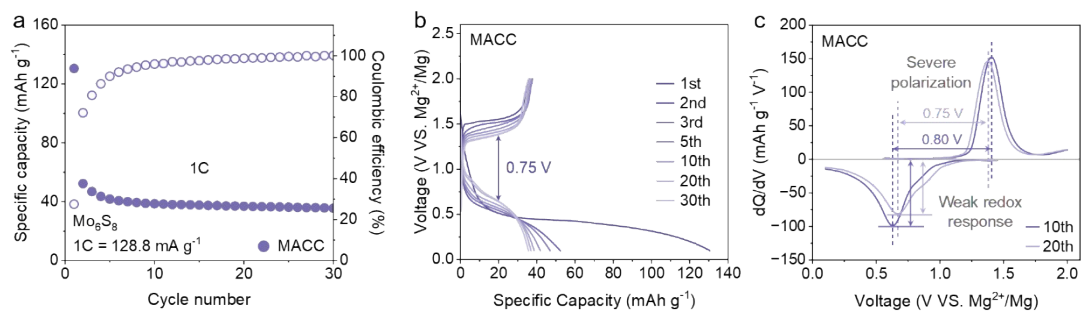 a
Specific capacity (mAh g⁻¹)
160
120
80
40
0
0
10
20
30
Cycle number
100
80
60
40
20
0
Coulombic efficiency (%)
1C
Mo₆S₈
1C = 128.8 mA g⁻¹
MACC
b
MACC
Voltage (V VS. Mg²⁺/Mg)
2.5
2.0
1.5
1.0
0.5
0.0
0
20
40
60
80
100
120
140
Specific Capacity (mAh g⁻¹)
0.75 V
1st
2nd
3rd
5th
10th
20th
30th
c
MACC
dQ/dV (mAh g⁻¹ V⁻¹)
200
150
100
50
0
−50
−100
−150
0.0
0.5
1.0
1.5
2.0
Voltage (V VS. Mg²⁺/Mg)
Severe
polarization
0.75 V
0.80 V
Weak redox
response
10th
20th